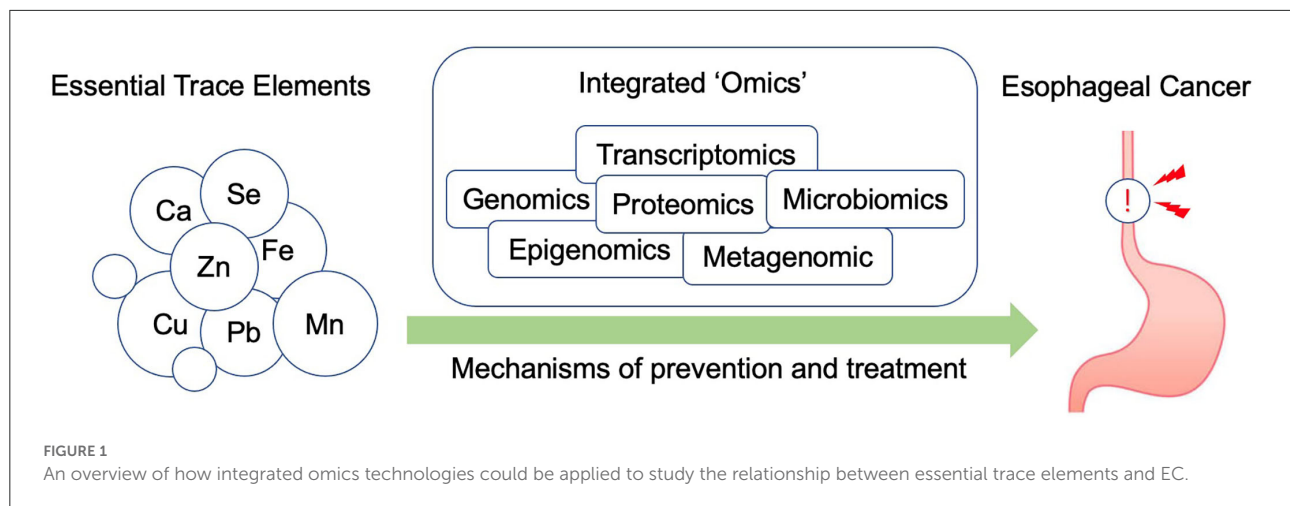 Essential Trace Elements
Ca
Se
Zn
Fe
Cu
Pb
Mn
Integrated ‘Omics’
Transcriptomics
Genomics
Proteomics
Microbiomics
Epigenomics
Metagenomic
Mechanisms of prevention and treatment
Esophageal Cancer
!
FIGURE 1
An overview of how integrated omics technologies could be applied to study the relationship between essential trace elements and EC.